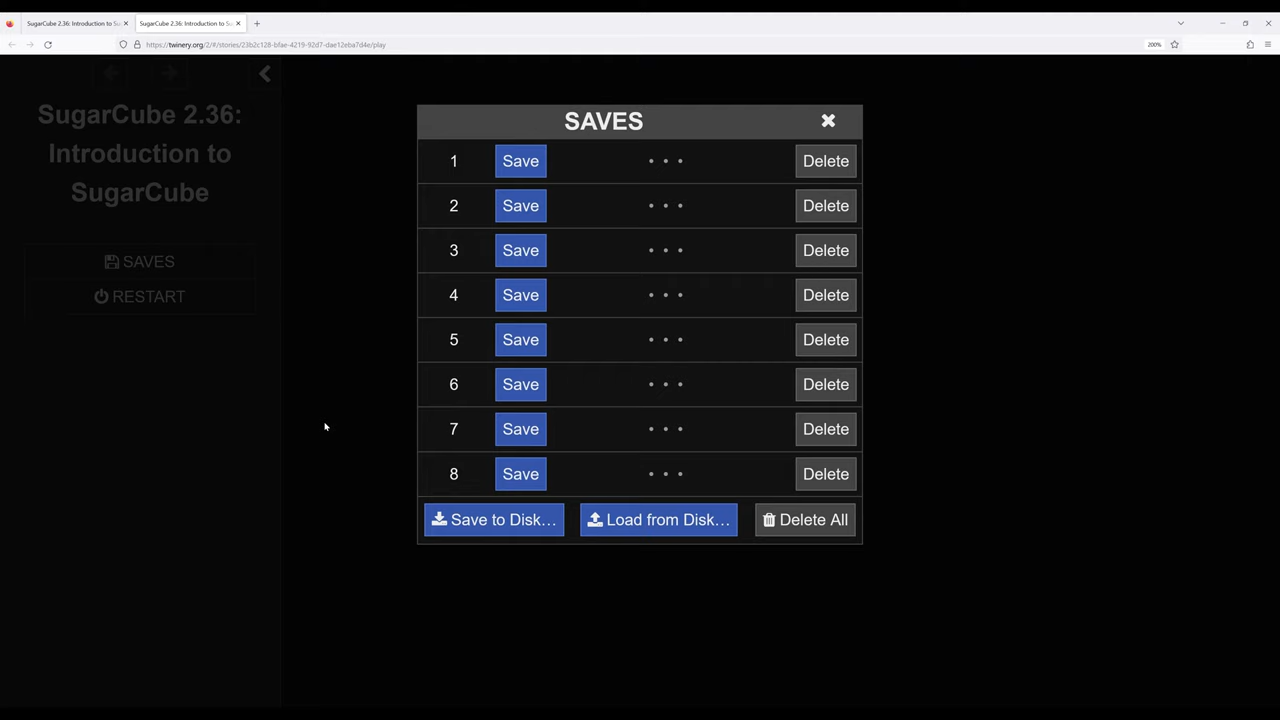 SugarCube 2.36: Introduction to Su
SugarCube 2.36: Introduction to Su
https://twinery.org/2/#/stories/23b2c128-bfae-4219-92d7-dae12eba7d4e/play
200%
SugarCube 2.36:
Introduction to
SugarCube
SAVES
RESTART
SAVES
1 Save • • • Delete
2 Save • • • Delete
3 Save • • • Delete
4 Save • • • Delete
5 Save • • • Delete
6 Save • • • Delete
7 Save • • • Delete
8 Save • • • Delete
Save to Disk… Load from Disk… Delete All